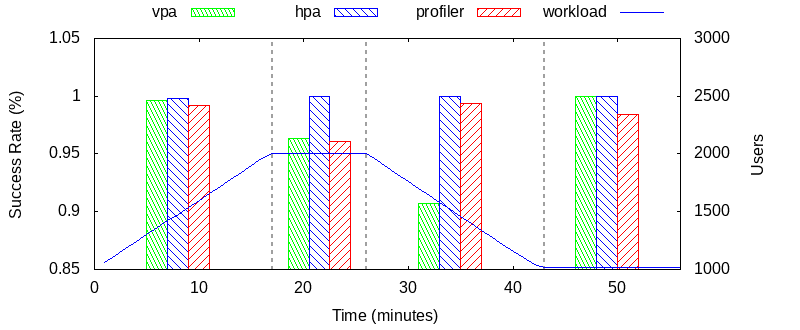 vpa hpa profiler workload
1.05 3000
1 2500
0.95 2000
0.9 1500
0.85 1000
0 10 20 30 40 50
Time (minutes)
Success Rate (%)
Users